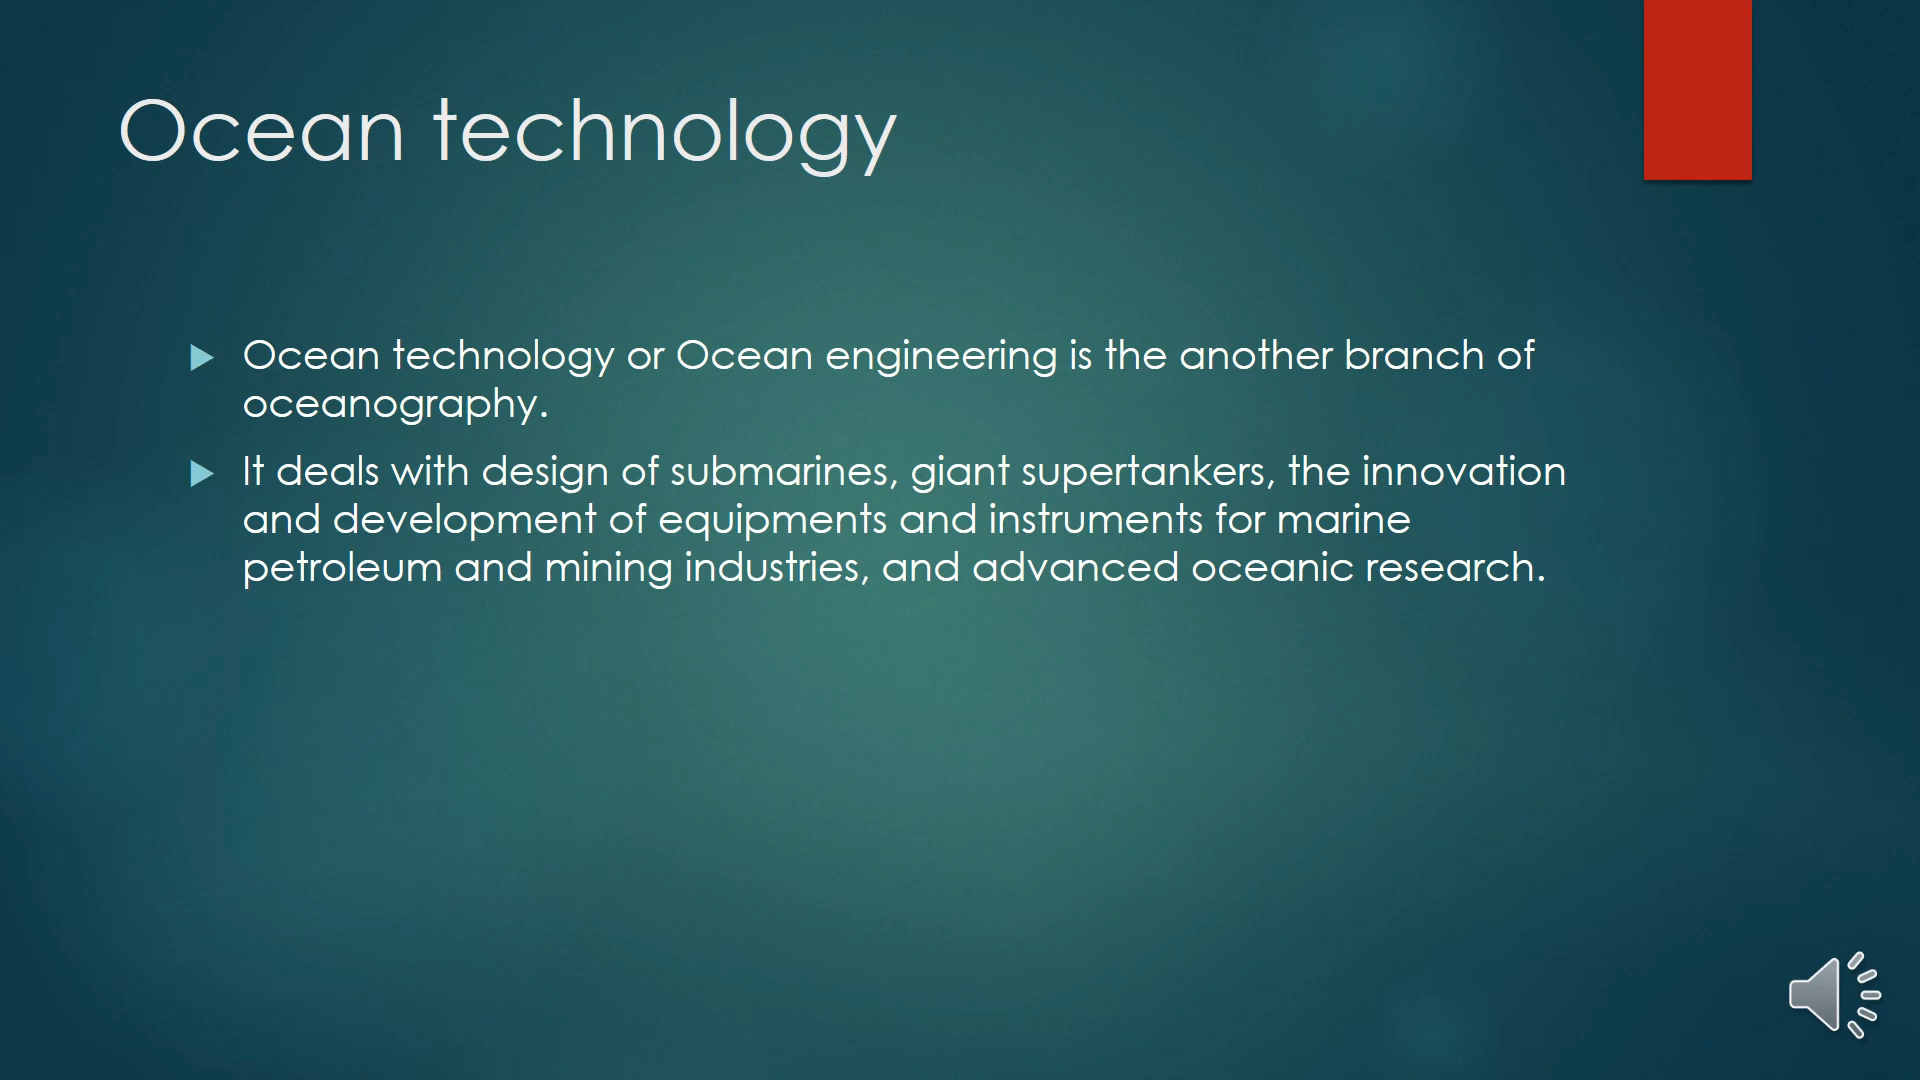 Ocean technology
Ocean technology or Ocean engineering is the another branch of
oceanography.
It deals with design of submarines, giant supertankers, the innovation
and development of equipments and instruments for marine
petroleum and mining industries, and advanced oceanic research.